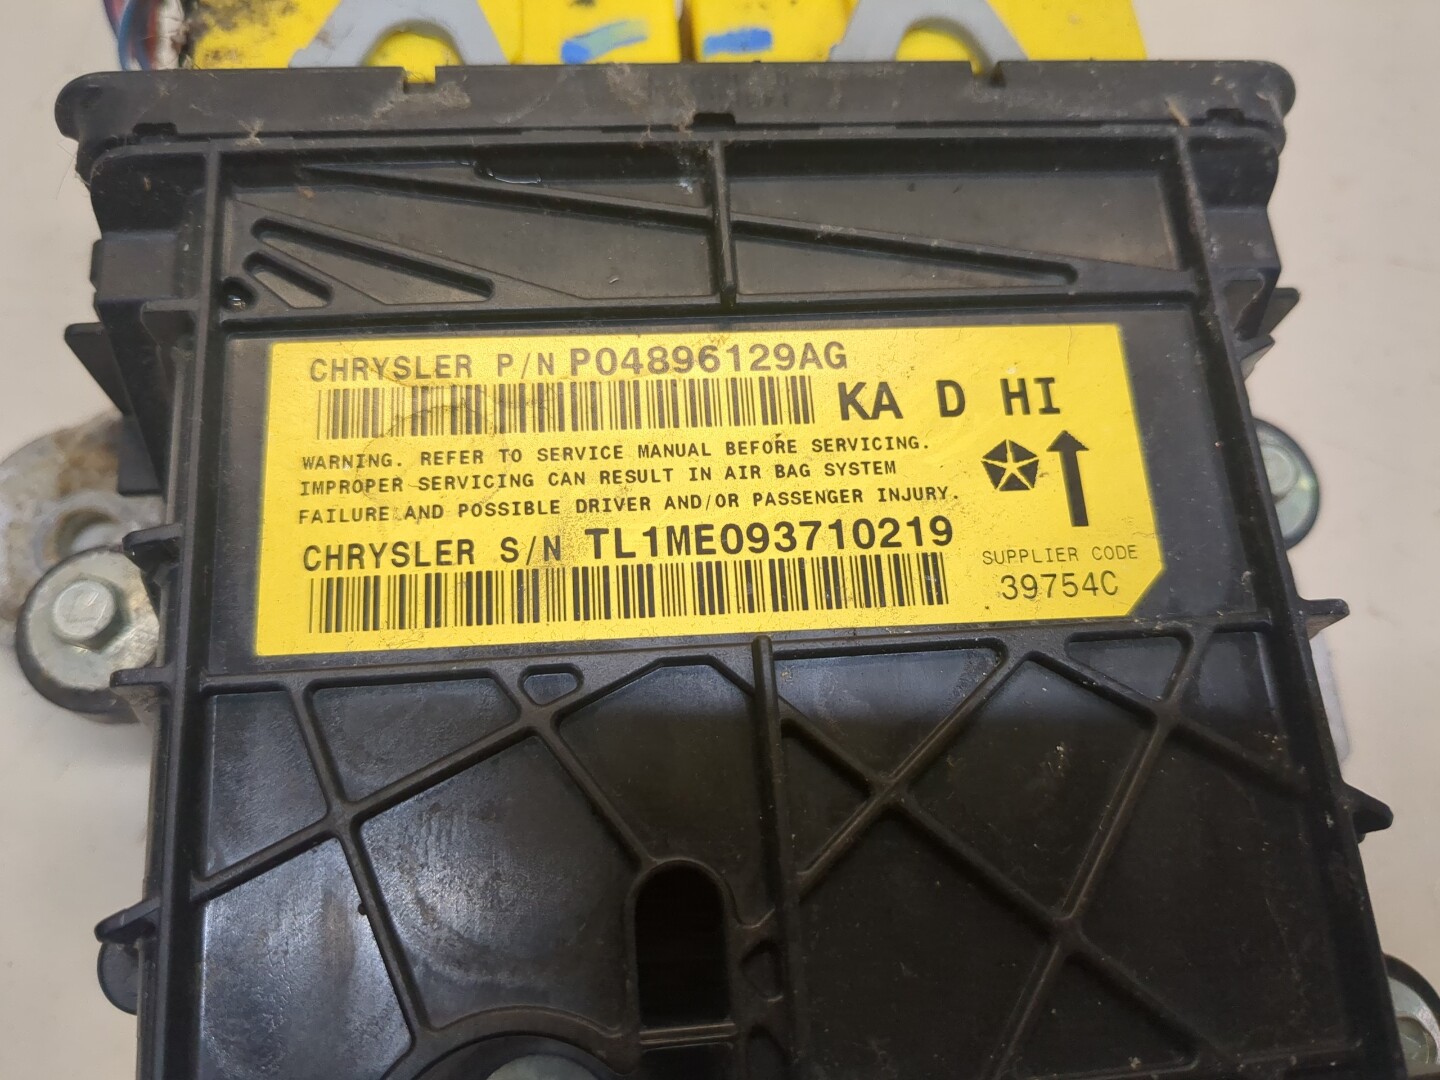 CHRYSLER P/N P04896129AG
KA D HI
WARNING. REFER TO SERVICE MANUAL BEFORE SERVICING.
IMPROPER SERVICING CAN RESULT IN AIR BAG SYSTEM
FAILURE AND POSSIBLE DRIVER AND/OR PASSENGER INJURY.
CHRYSLER S/N TL1ME093710219
SUPPLIER CODE
39754C